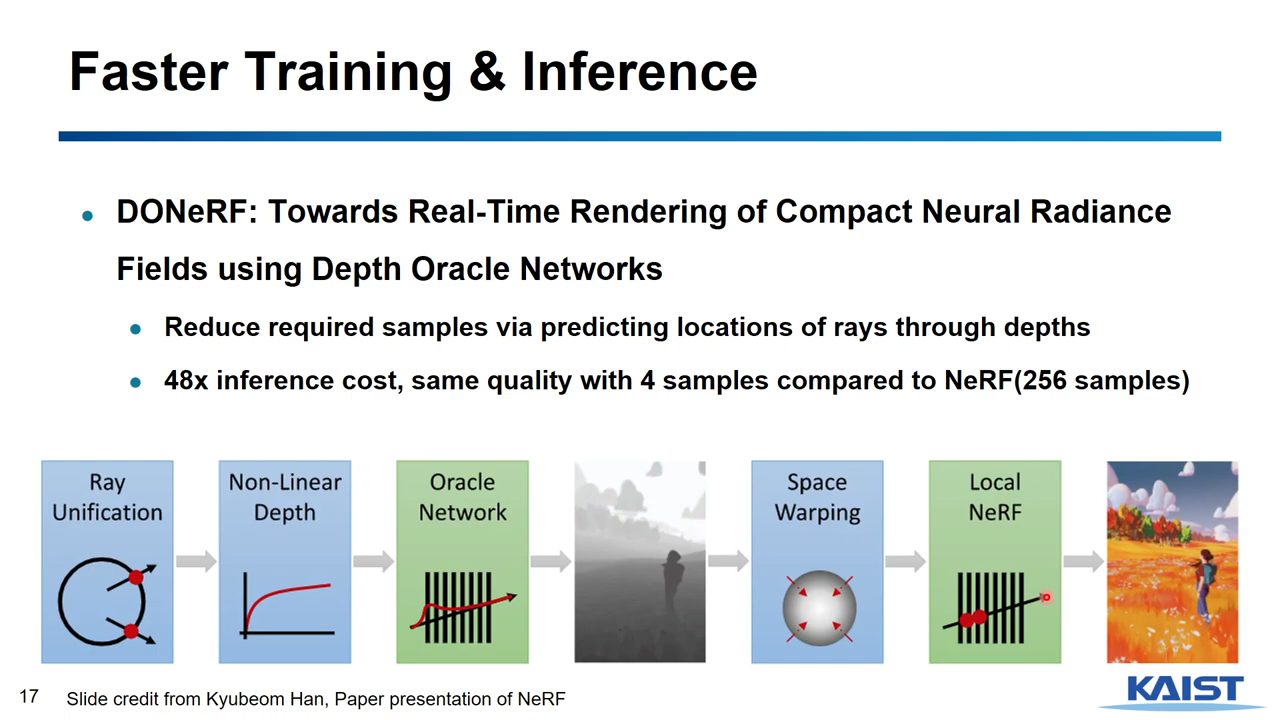 Faster Training & Inference
DONeRF: Towards Real-Time Rendering of Compact Neural Radiance
Fields using Depth Oracle Networks
Reduce required samples via predicting locations of rays through depths
48x inference cost, same quality with 4 samples compared to NeRF(256 samples)
Ray
Unification
Non-Linear
Depth
Oracle
Network
Space
Warping
Local
NeRF
17
Slide credit from Kyubeom Han, Paper presentation of NeRF
KAIST